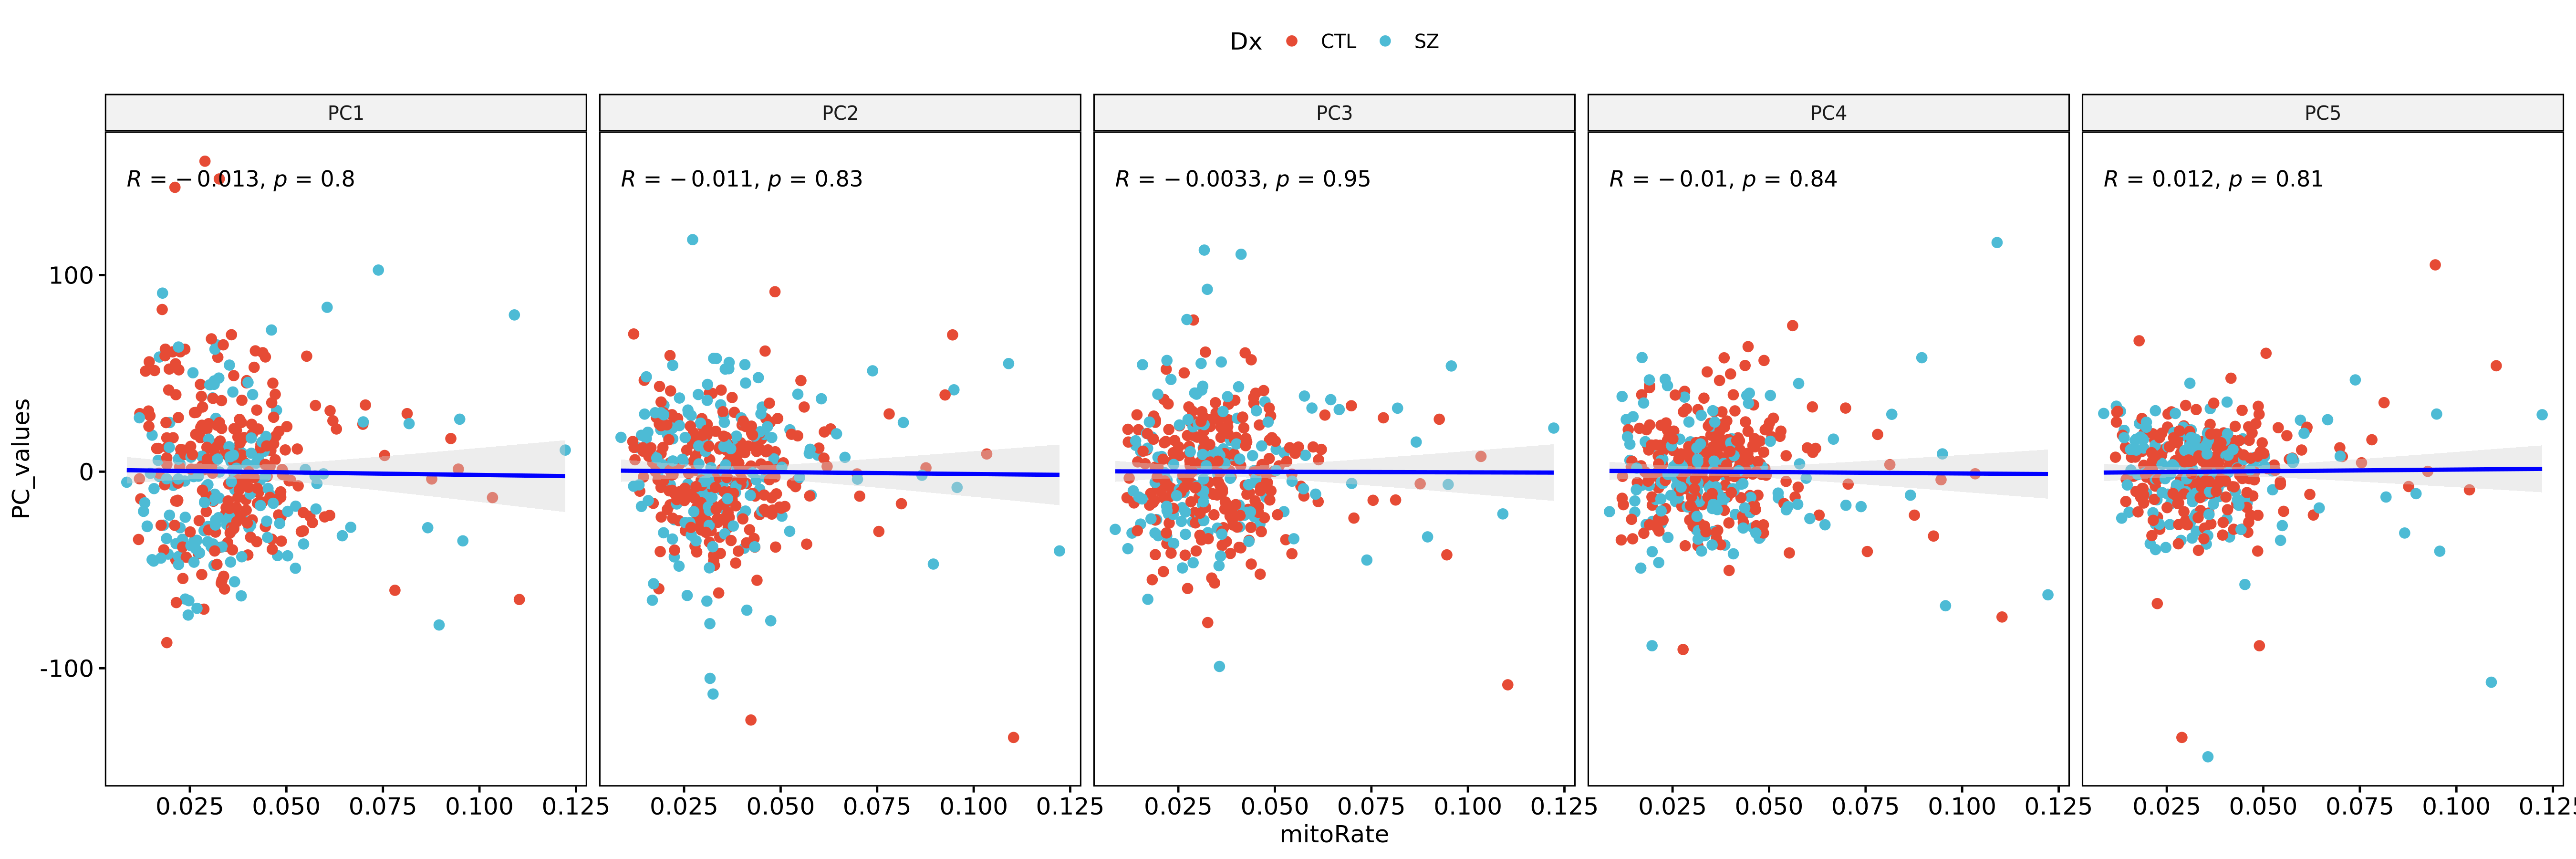 Dx CTL SZ
PC1 PC2 PC3 PC4 PC5
R = −0.013, p = 0.8 R = −0.011, p = 0.83 R = −0.0033, p = 0.95 R = −0.01, p = 0.84 R = 0.012, p = 0.81
100
0
-100
PC_values
0.025 0.050 0.075 0.100 0.125 0.025 0.050 0.075 0.100 0.125 0.025 0.050 0.075 0.100 0.125 0.025 0.050 0.075 0.100 0.125 0.025 0.050 0.075 0.100 0.125
mitoRate